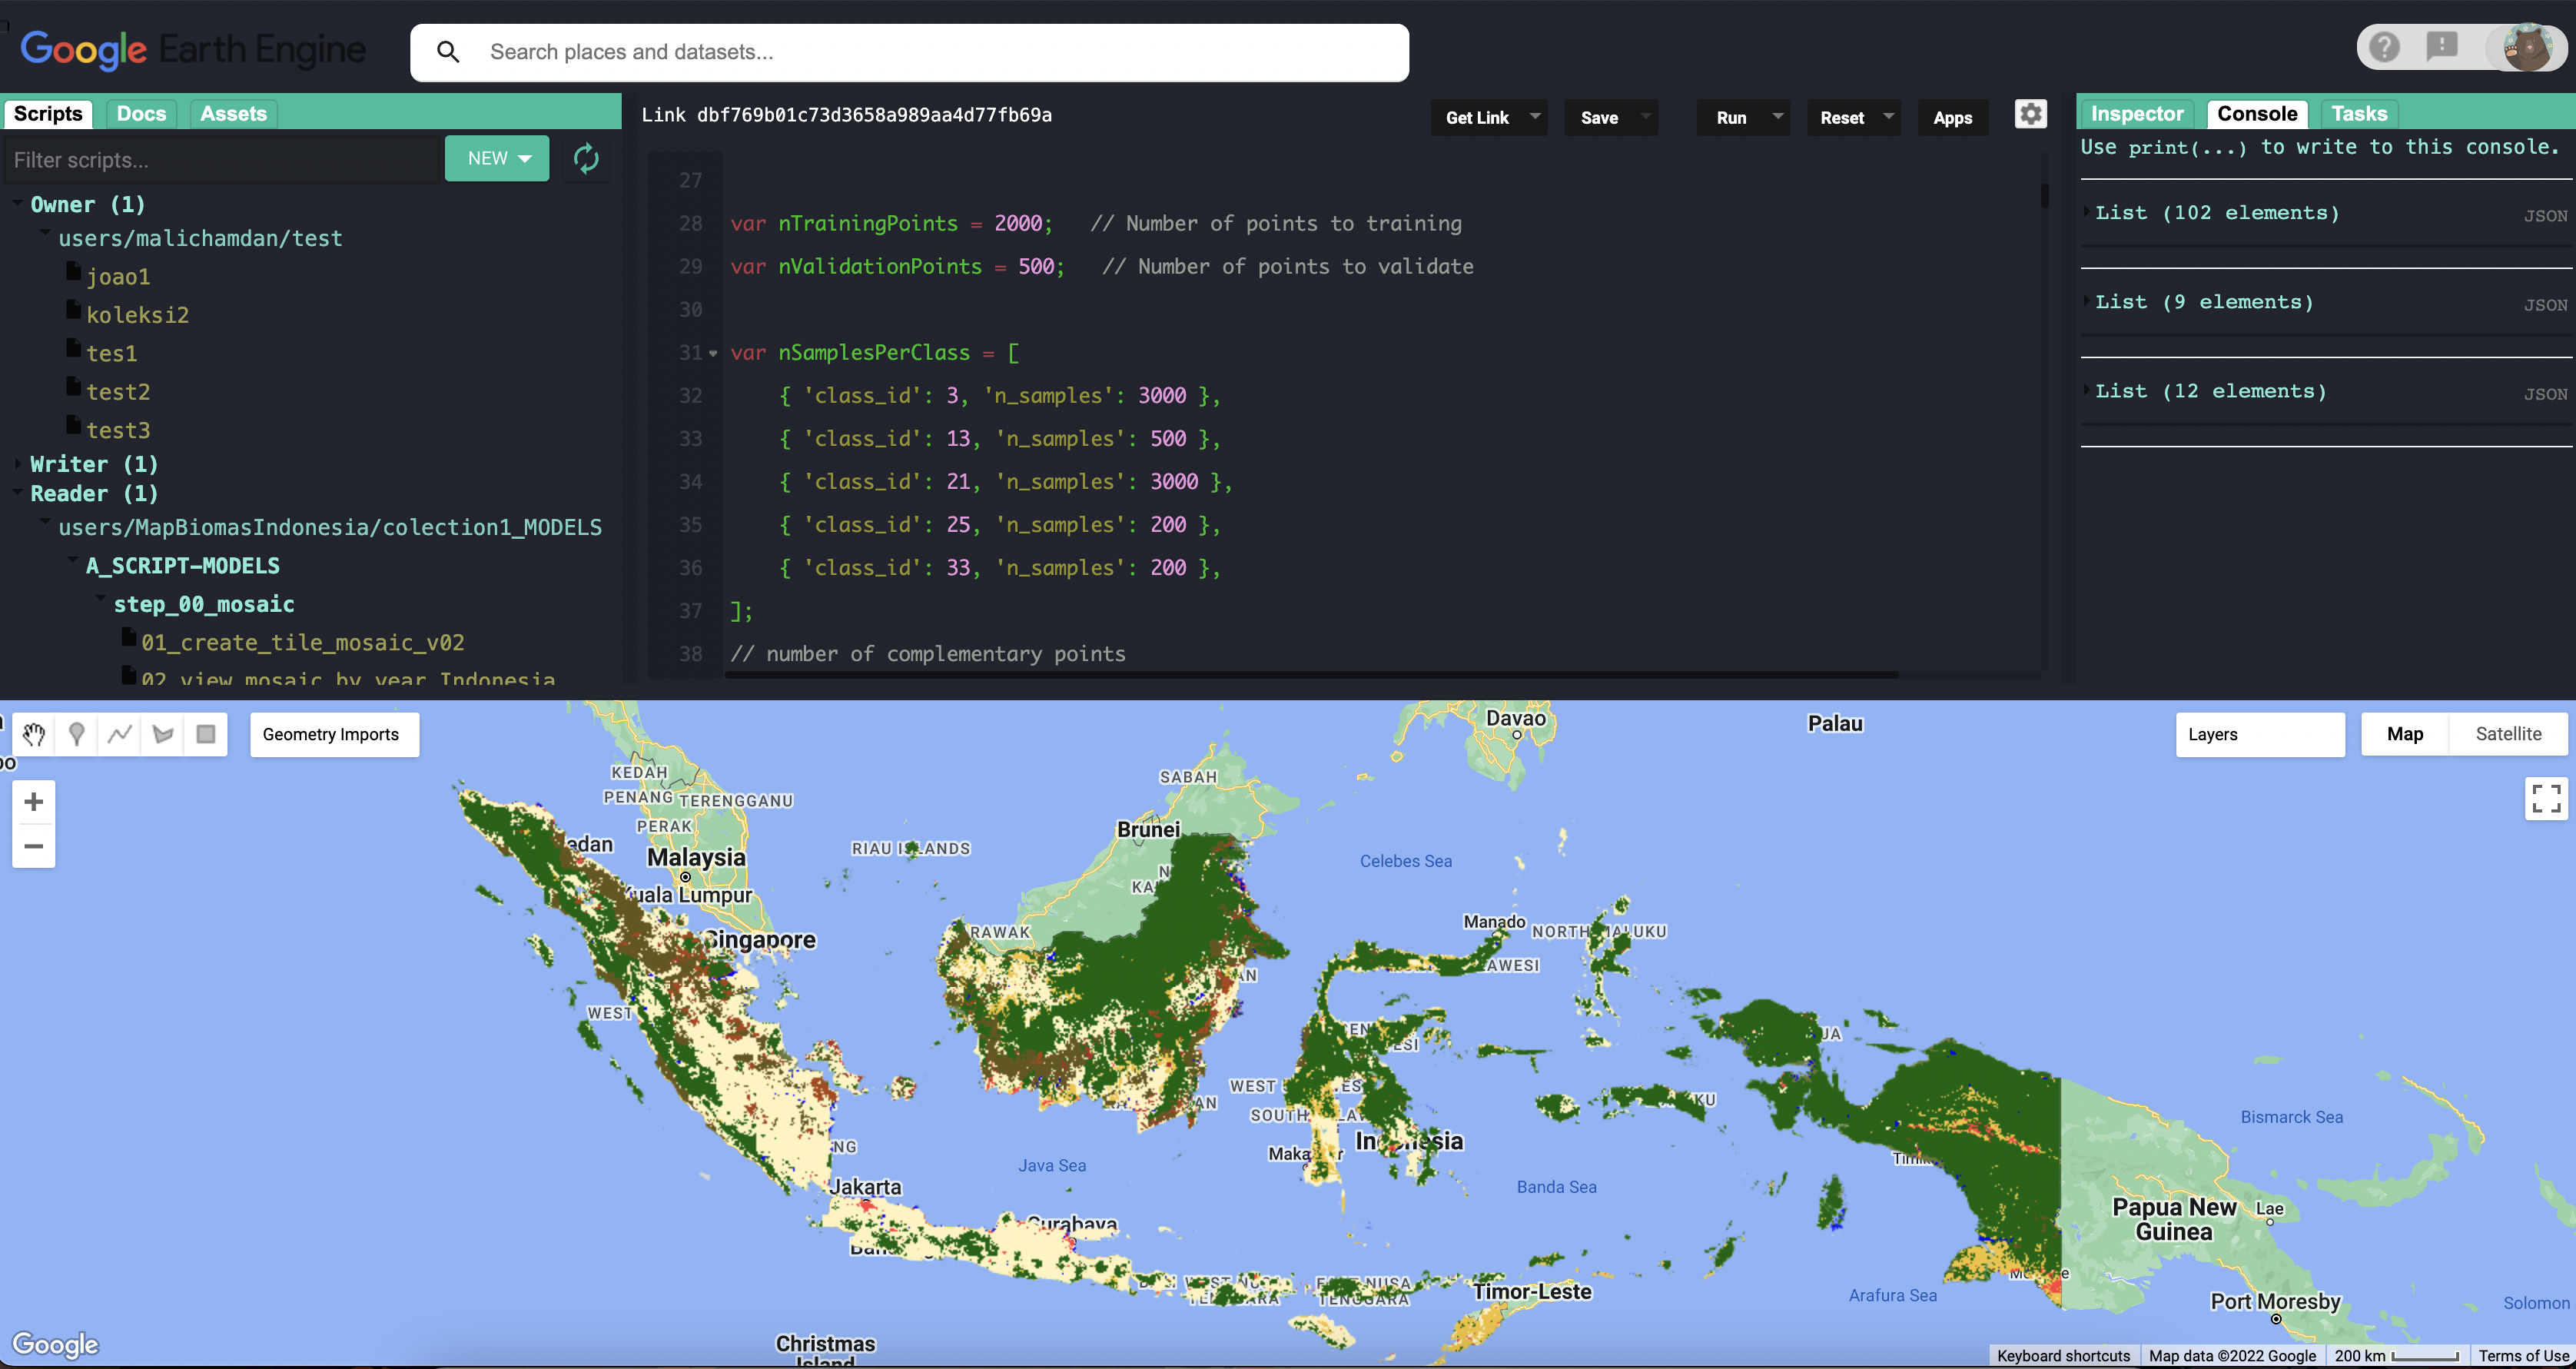 Google Earth Engine
Search places and datasets...
Scripts Docs Assets
Filter scripts...
NEW
Owner (1)
users/malichamdan/test
joao1
koleksi2
tes1
test2
test3
Writer (1)
Reader (1)
users/MapBiomasIndonesia/colection1_MODELS
A_SCRIPT-MODELS
step_00_mosaic
01_create_tile_mosaic_v02
02_view_mosaic_by_year_Indonesia
Link dbf769b01c73d3658a989aa4d77fb69a
Get Link Save Run Reset Apps
27
28 var nTrainingPoints = 2000; // Number of points to training
29 var nValidationPoints = 500; // Number of points to validate
30
31 var nSamplesPerClass = [
32 { 'class_id': 3, 'n_samples': 3000 },
33 { 'class_id': 13, 'n_samples': 500 },
34 { 'class_id': 21, 'n_samples': 3000 },
35 { 'class_id': 25, 'n_samples': 200 },
36 { 'class_id': 33, 'n_samples': 200 },
37 ];
38 // number of complementary points
Inspector Console Tasks
Use print(...) to write to this console.
List (102 elements) JSON
List (9 elements) JSON
List (12 elements) JSON
Geometry Imports
Layers
Map Satellite
Davao
Palau
KEDAH
SABAH
PENANG TERENGGANU
PERAK
Brunei
RIAU ISLANDS
Malaysia
Celebes Sea
Kuala Lumpur
Manado
NORTH MALUKU
Singapore
WEST
WEST
SOUTH
Indonesia
Java Sea
Banda Sea
Bismarck Sea
Jakarta
Surabaya
Papua New
Guinea
Lae
Timor-Leste
Arafura Sea
Port Moresby
Solomon
Christmas
Island
Google
Keyboard shortcuts Map data ©2022 Google 200 km Terms of Use